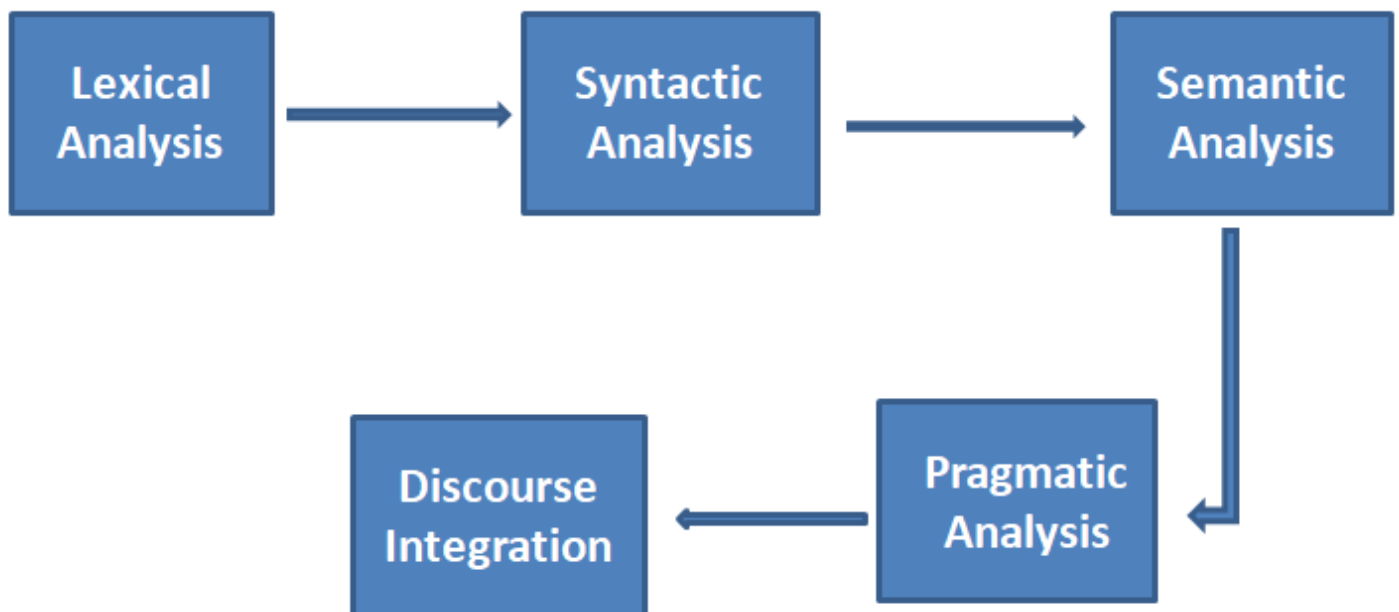 Lexical
Analysis
Syntactic
Analysis
Semantic
Analysis
Pragmatic
Analysis
Discourse
Integration